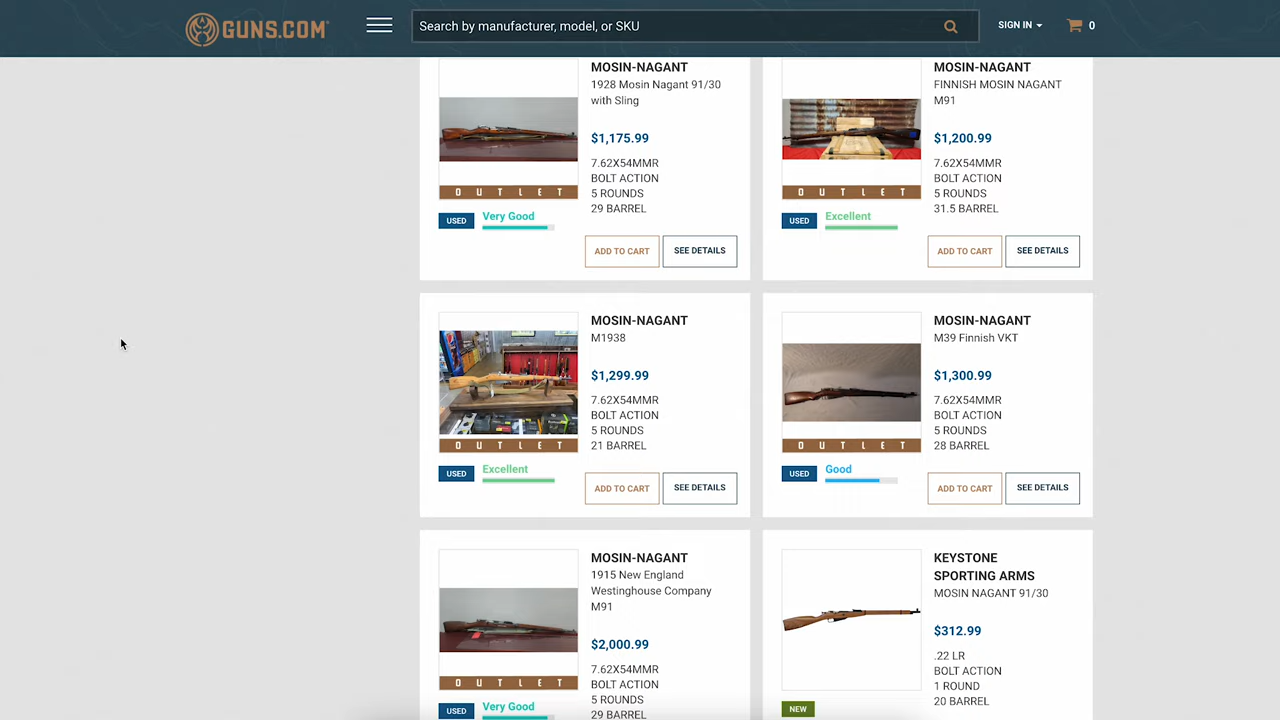 GUNS.COM
Search by manufacturer, model, or SKU
SIGN IN
0
MOSIN-NAGANT
1928 Mosin Nagant 91/30
with Sling
$1,175.99
7.62X54MMR
BOLT ACTION
5 ROUNDS
29 BARREL
OUTLET
USED
Very Good
ADD TO CART
SEE DETAILS
MOSIN-NAGANT
FINNISH MOSIN NAGANT
M91
$1,200.99
7.62X54MMR
BOLT ACTION
5 ROUNDS
31.5 BARREL
OUTLET
USED
Excellent
ADD TO CART
SEE DETAILS
MOSIN-NAGANT
M1938
$1,299.99
7.62X54MMR
BOLT ACTION
5 ROUNDS
21 BARREL
OUTLET
USED
Excellent
ADD TO CART
SEE DETAILS
MOSIN-NAGANT
M39 Finnish VKT
$1,300.99
7.62X54MMR
BOLT ACTION
5 ROUNDS
28 BARREL
OUTLET
USED
Good
ADD TO CART
SEE DETAILS
MOSIN-NAGANT
1915 New England
Westinghouse Company
M91
$2,000.99
7.62X54MMR
BOLT ACTION
5 ROUNDS
29 BARREL
OUTLET
USED
Very Good
KEYSTONE
SPORTING ARMS
MOSIN NAGANT 91/30
$312.99
.22 LR
BOLT ACTION
1 ROUND
20 BARREL
NEW